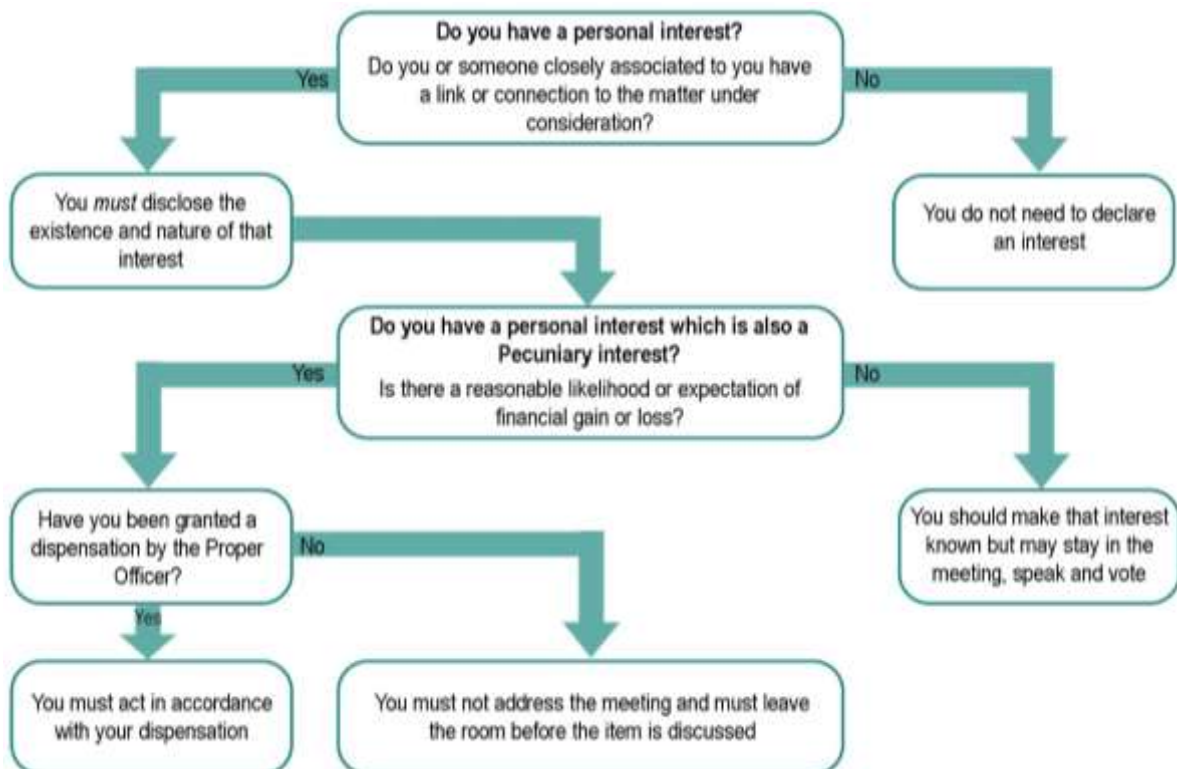 Do you have a personal interest?
Do you or someone closely associated to you have
a link or connection to the matter under
consideration?
Yes
No
You must disclose the
existence and nature of that
interest
You do not need to declare
an interest
Do you have a personal interest which is also a
Pecuniary interest?
Is there a reasonable likelihood or expectation of
financial gain or loss?
Yes
No
Have you been granted a
dispensation by the Proper
Officer?
No
Yes
You should make that interest
known but may stay in the
meeting, speak and vote
You must act in accordance
with your dispensation
You must not address the meeting and must leave
the room before the item is discussed